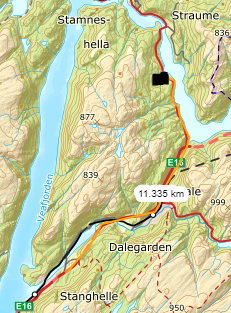 Stamnes-
hella
Straume
836
877
E16
839
Veafjorden
11.335 km
ale
999
Dalegarden
E16
Stanghelle
950